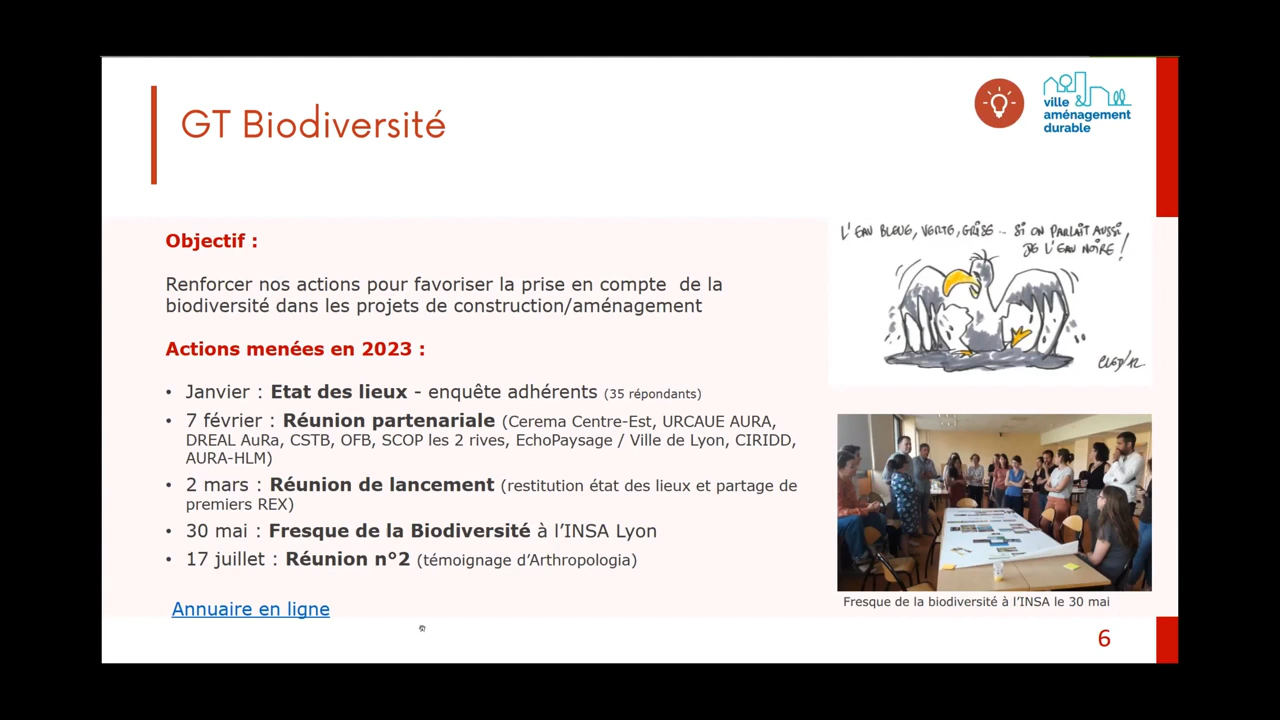 GT Biodiversité
ville
&
aménagement
durable
Objectif :
Renforcer nos actions pour favoriser la prise en compte  de la
biodiversité dans les projets de construction/aménagement
Actions menées en 2023 :
• Janvier : Etat des lieux - enquête adhérents (35 répondants)
• 7 février : Réunion partenariale (Cerema Centre-Est, URCAUE AURA,
DREAL AuRa, CSTB, OFB, SCOP les 2 rives, EchoPaysage / Ville de Lyon, CIRIDD,
AURA-HLM)
• 2 mars : Réunion de lancement (restitution état des lieux et partage de
premiers REX)
• 30 mai : Fresque de la Biodiversité à l’INSA Lyon
• 17 juillet : Réunion n°2 (témoignage d’Arthropologia)
Annuaire en ligne
L'EAU BLEUE, VERTE, GRISE... SI ON PARLAIT AUSSI,
DE L'EAU NOIRE !
CLED'12
Fresque de la biodiversité à l’INSA le 30 mai
6